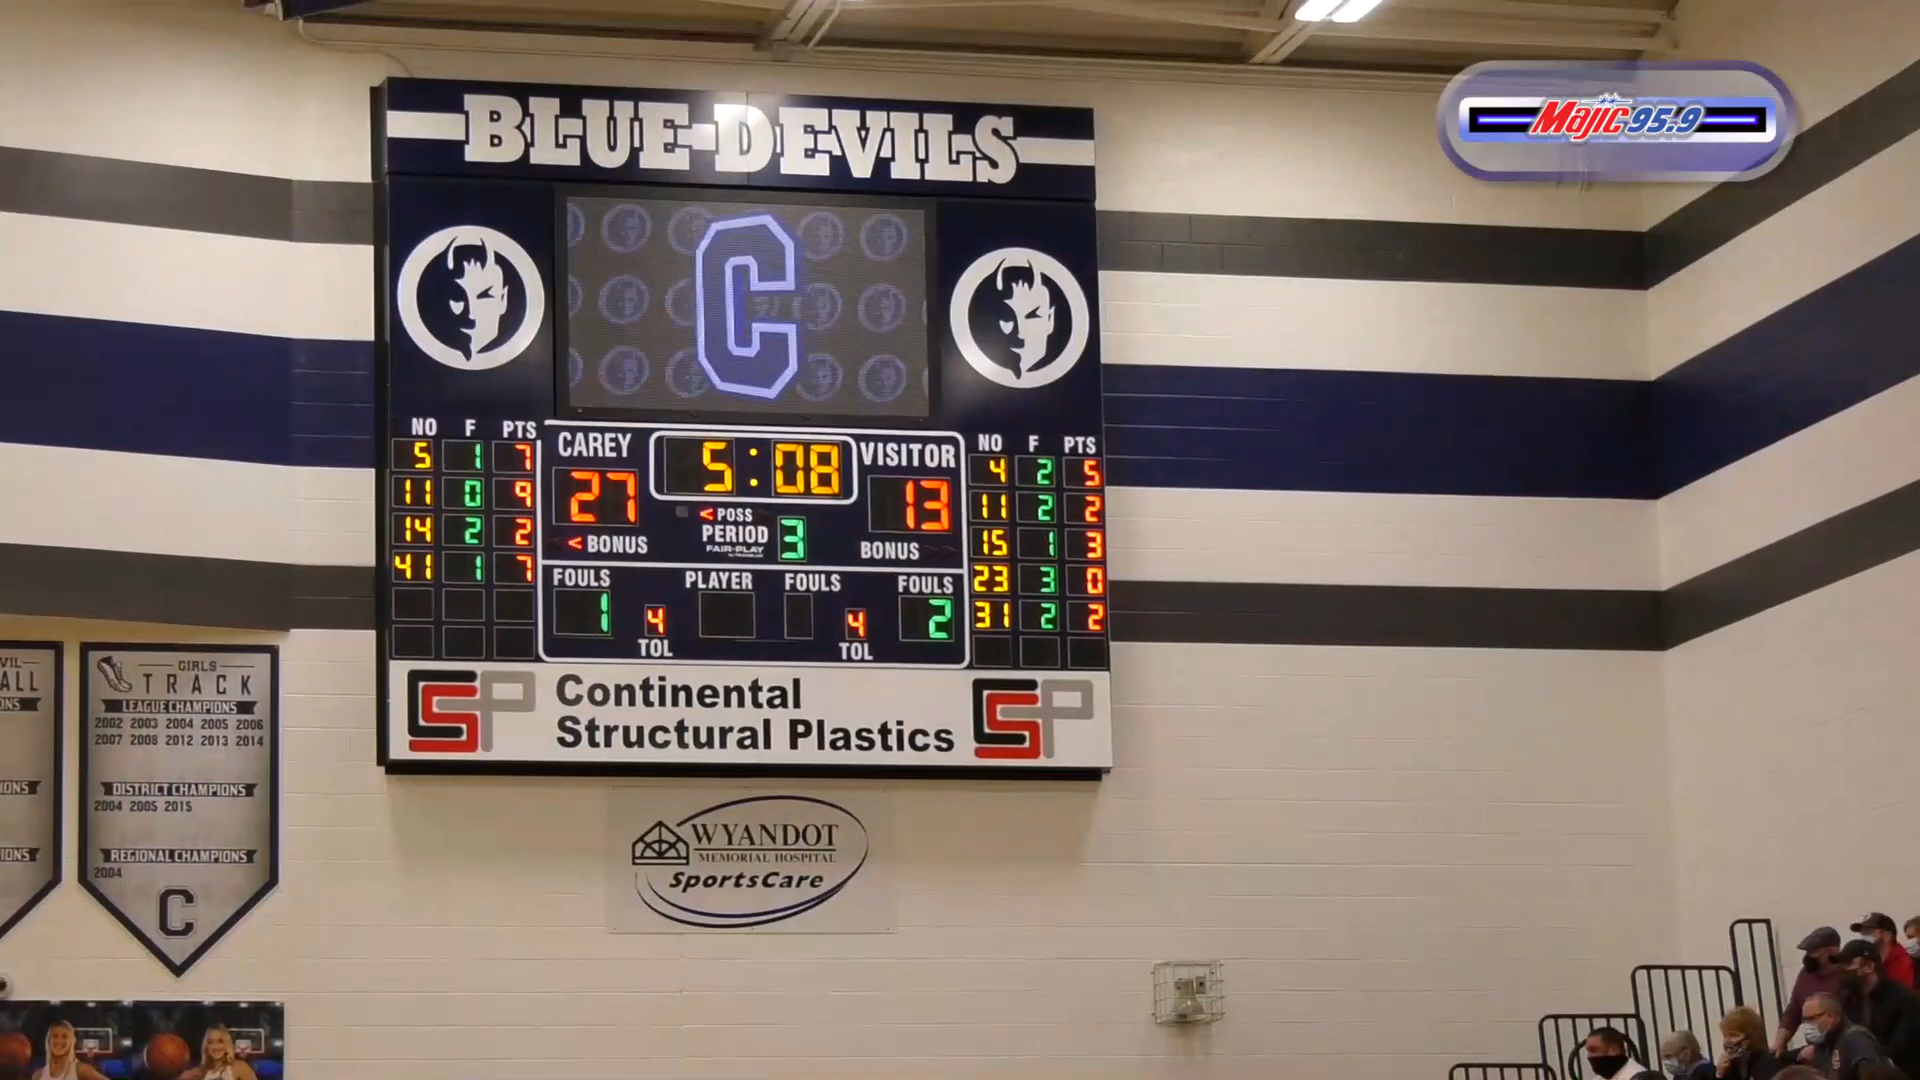 BLUE DEVILS
Majic 95.9
C
NO F PTS
5 1 7
11 0 9
14 2 2
41 1 7
CAREY
27
< BONUS
5:08
< POSS
PERIOD 3
FAIR-PLAY
VISITOR
13
BONUS
FOULS PLAYER FOULS FOULS
1 4 4 2
TOL TOL
NO F PTS
4 2 5
11 2 2
15 1 3
23 3 0
31 2 2
CSP
Continental
Structural Plastics
CSP
WYANDOT
MEMORIAL HOSPITAL
SportsCare
GIRLS
TRACK
LEAGUE CHAMPIONS
2002 2003 2004 2005 2006
2007 2008 2012 2013 2014
DISTRICT CHAMPIONS
2004 2005 2015
REGIONAL CHAMPIONS
2004
C